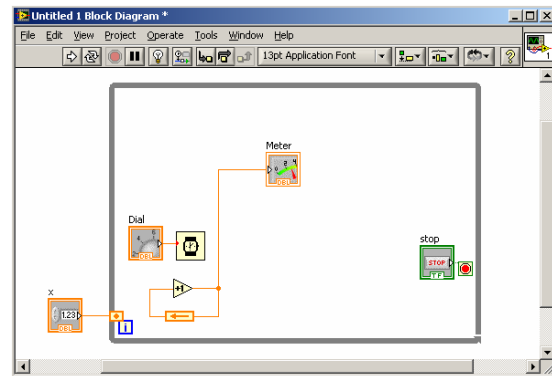 Untitled 1 Block Diagram *
File Edit View Project Operate Tools Window Help
13pt Application Font
1
Meter
DBL
Dial
DBL
stop
STOP
TF
+1
x
1.23
DBL
i